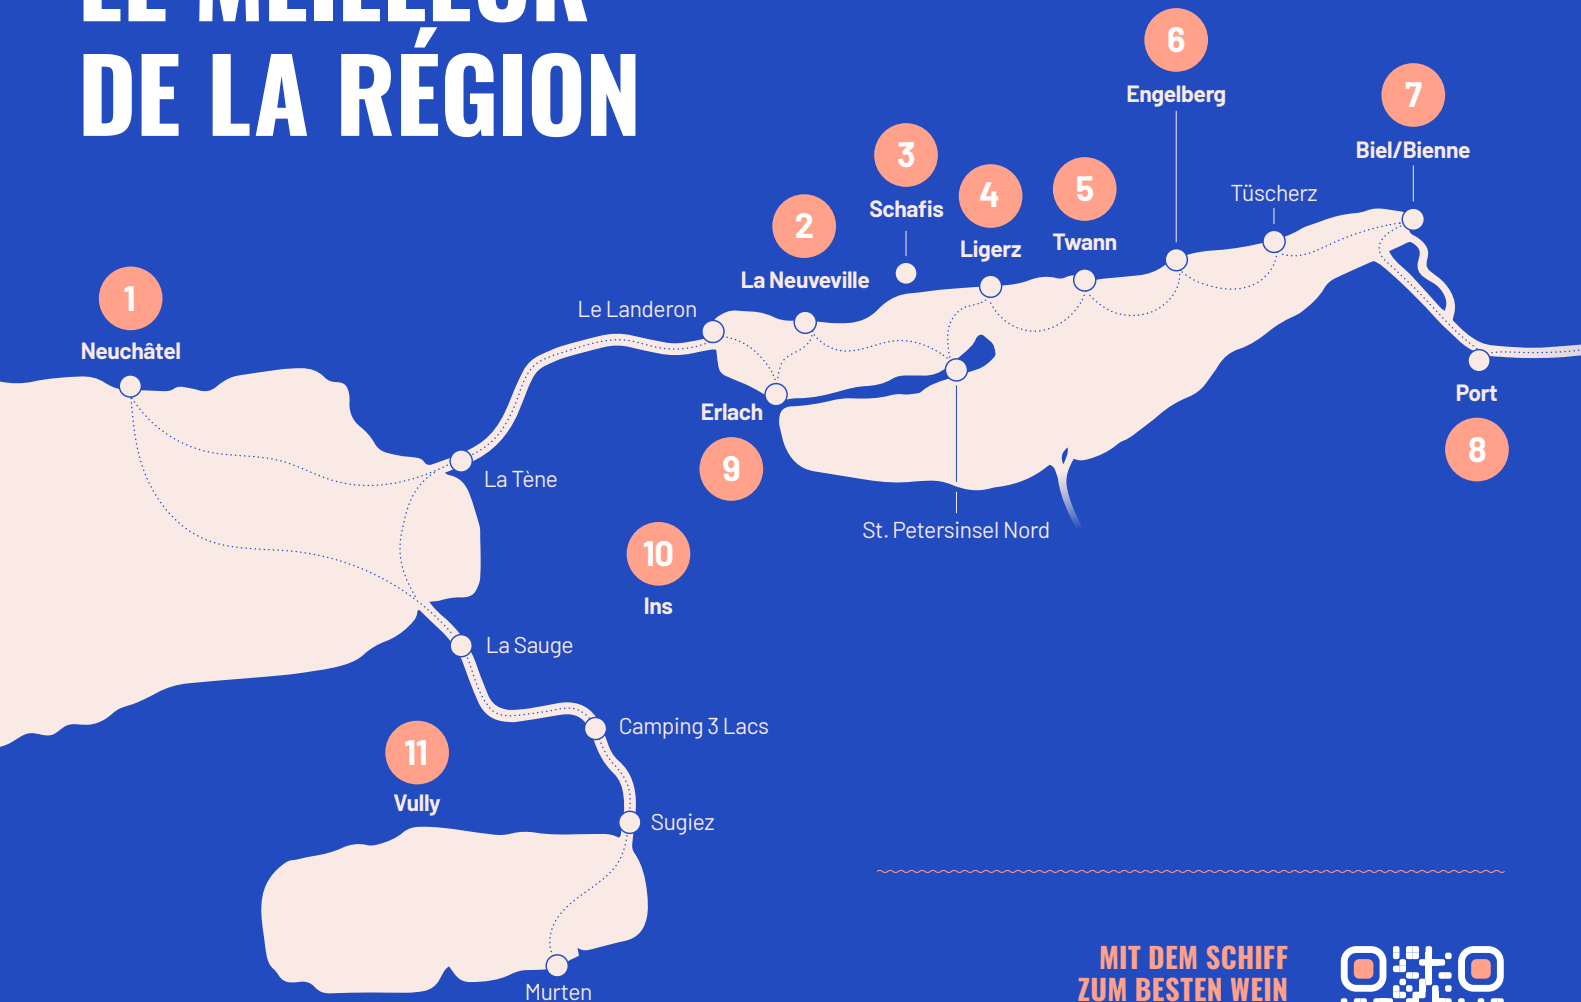 LE MEILLEUR
DE LA RÉGION
6
Engelberg
7
Biel/Bienne
3
Schafis
4
Ligerz
5
Twann
Tüscherz
2
La Neuveville
Le Landeron
1
Neuchâtel
Erlach
9
Port
8
La Tène
St. Petersinsel Nord
10
Ins
La Sauge
Camping 3 Lacs
11
Vully
Sugiez
Murten
MIT DEM SCHIFF
ZUM BESTEN WEIN